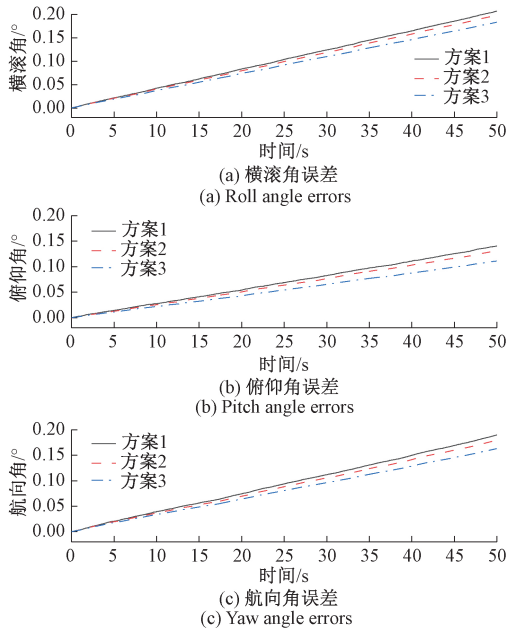 0.20
0.15
0.10
0.05
0.00
横滚角/°
方案1
方案2
方案3
0 5 10 15 20 25 30 35 40 45 50
时间/s
(a) 横滚角误差
(a) Roll angle errors
0.20
0.15
0.10
0.05
0.00
俯仰角/°
方案1
方案2
方案3
0 5 10 15 20 25 30 35 40 45 50
时间/s
(b) 俯仰角误差
(b) Pitch angle errors
0.20
0.15
0.10
0.05
0.00
航向角/°
方案1
方案2
方案3
0 5 10 15 20 25 30 35 40 45 50
时间/s
(c) 航向角误差
(c) Yaw angle errors